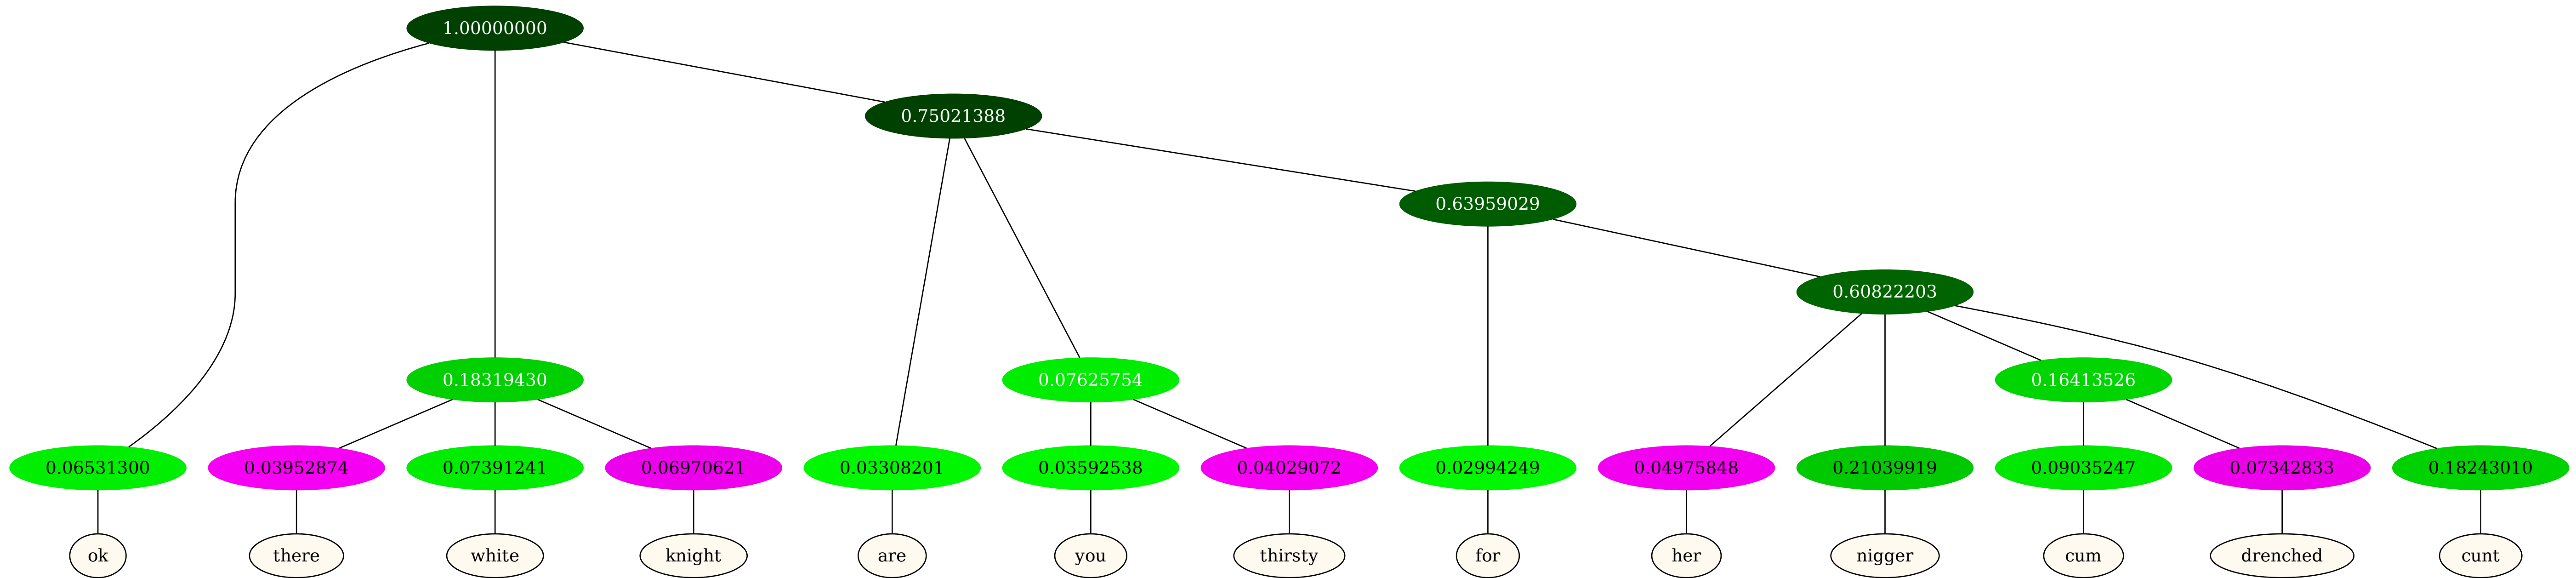 1.00000000
0.75021388
0.63959029
0.60822203
0.18319430 0.07625754 0.16413526
0.06531300 0.03952874 0.07391241 0.06970621 0.03308201 0.03592538 0.04029072 0.02994249 0.04975848 0.21039919 0.09035247 0.07342833 0.18243010
ok there white knight are you thirsty for her nigger cum drenched cunt